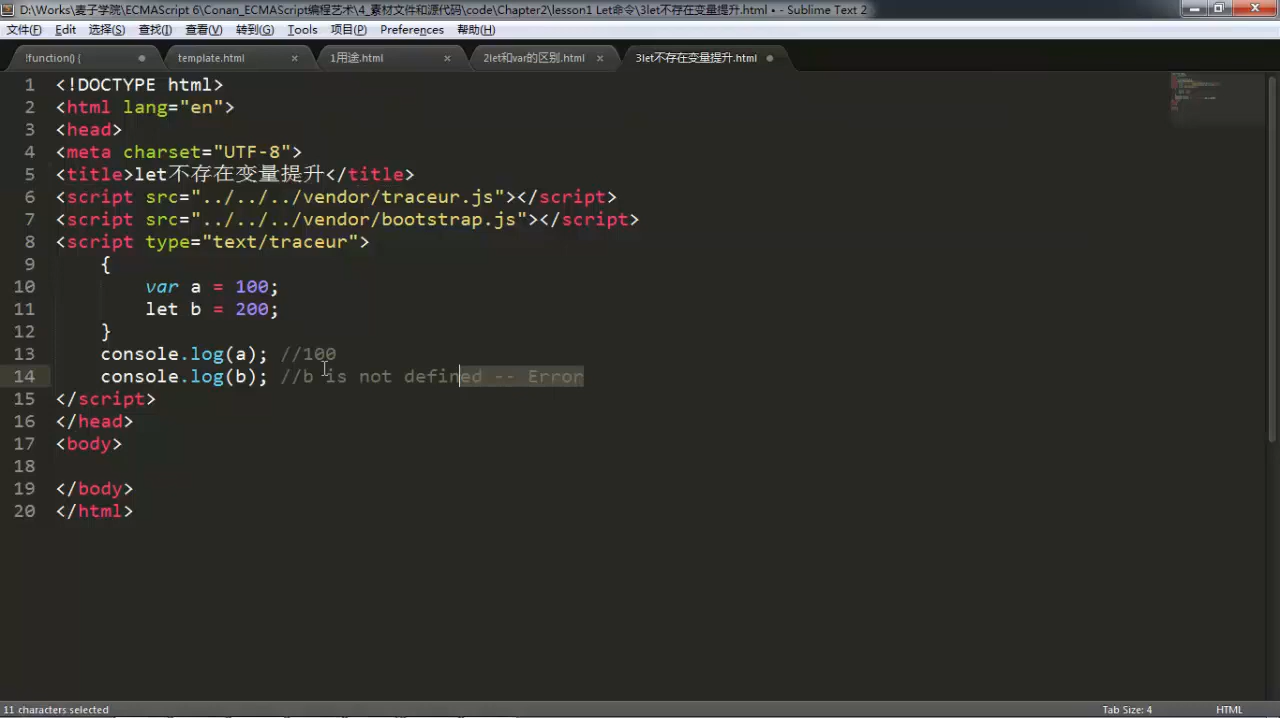 D:\Works\麦子学院\ECMAScript 6\Conan_ECMAScript编程艺术\4_素材文件和源代码\code\Chapter2\lesson1 Let命令\3let不存在变量提升.html • - Sublime Text 2
文件(F) Edit 选择(S) 查找(I) 查看(V) 转到(G) Tools 项目(P) Preferences 帮助(H)
!function() { template.html 1用途.html 2let和var的区别.html 3let不存在变量提升.html
1 <!DOCTYPE html>
2 <html lang="en">
3 <head>
4 <meta charset="UTF-8">
5 <title>let不存在变量提升</title>
6 <script src="../../../vendor/traceur.js"></script>
7 <script src="../../../vendor/bootstrap.js"></script>
8 <script type="text/traceur">
9 {
10 var a = 100;
11 let b = 200;
12 }
13 console.log(a); //100
14 console.log(b); //b is not defined -- Error
15 </script>
16 </head>
17 <body>
18
19 </body>
20 </html>
11 characters selected Tab Size: 4 HTML